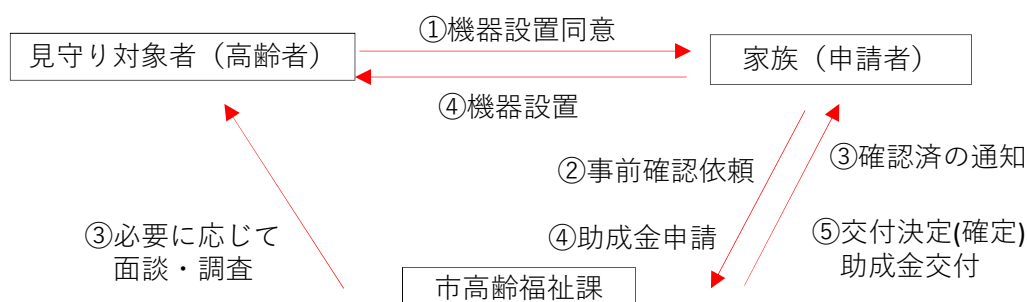 ①機器設置同意
見守り対象者（高齢者）
家族（申請者）
④機器設置
②事前確認依頼
③確認済の通知
③必要に応じて
面談・調査
④助成金申請
⑤交付決定(確定)
助成金交付
市高齢福祉課